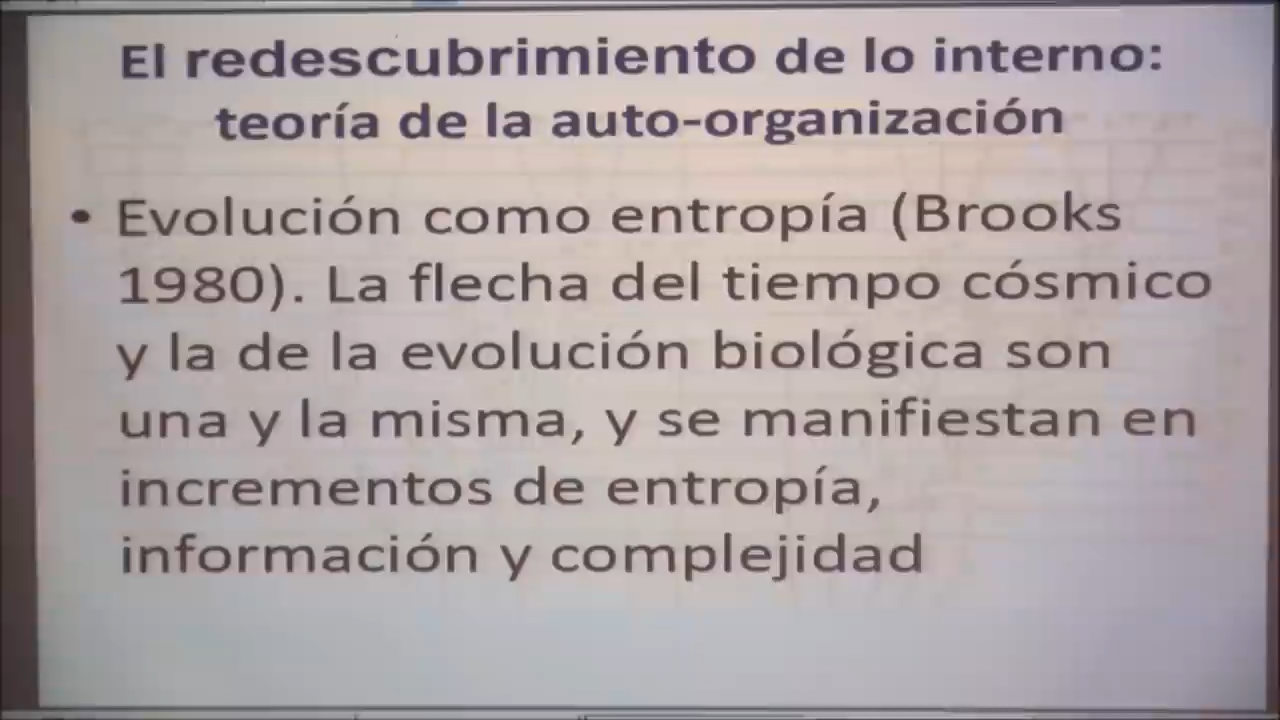 El redescubrimiento de lo interno:
teoría de la auto-organización
• Evolución como entropía (Brooks
1980). La flecha del tiempo cósmico
y la de la evolución biológica son
una y la misma, y se manifiestan en
incrementos de entropía,
información y complejidad